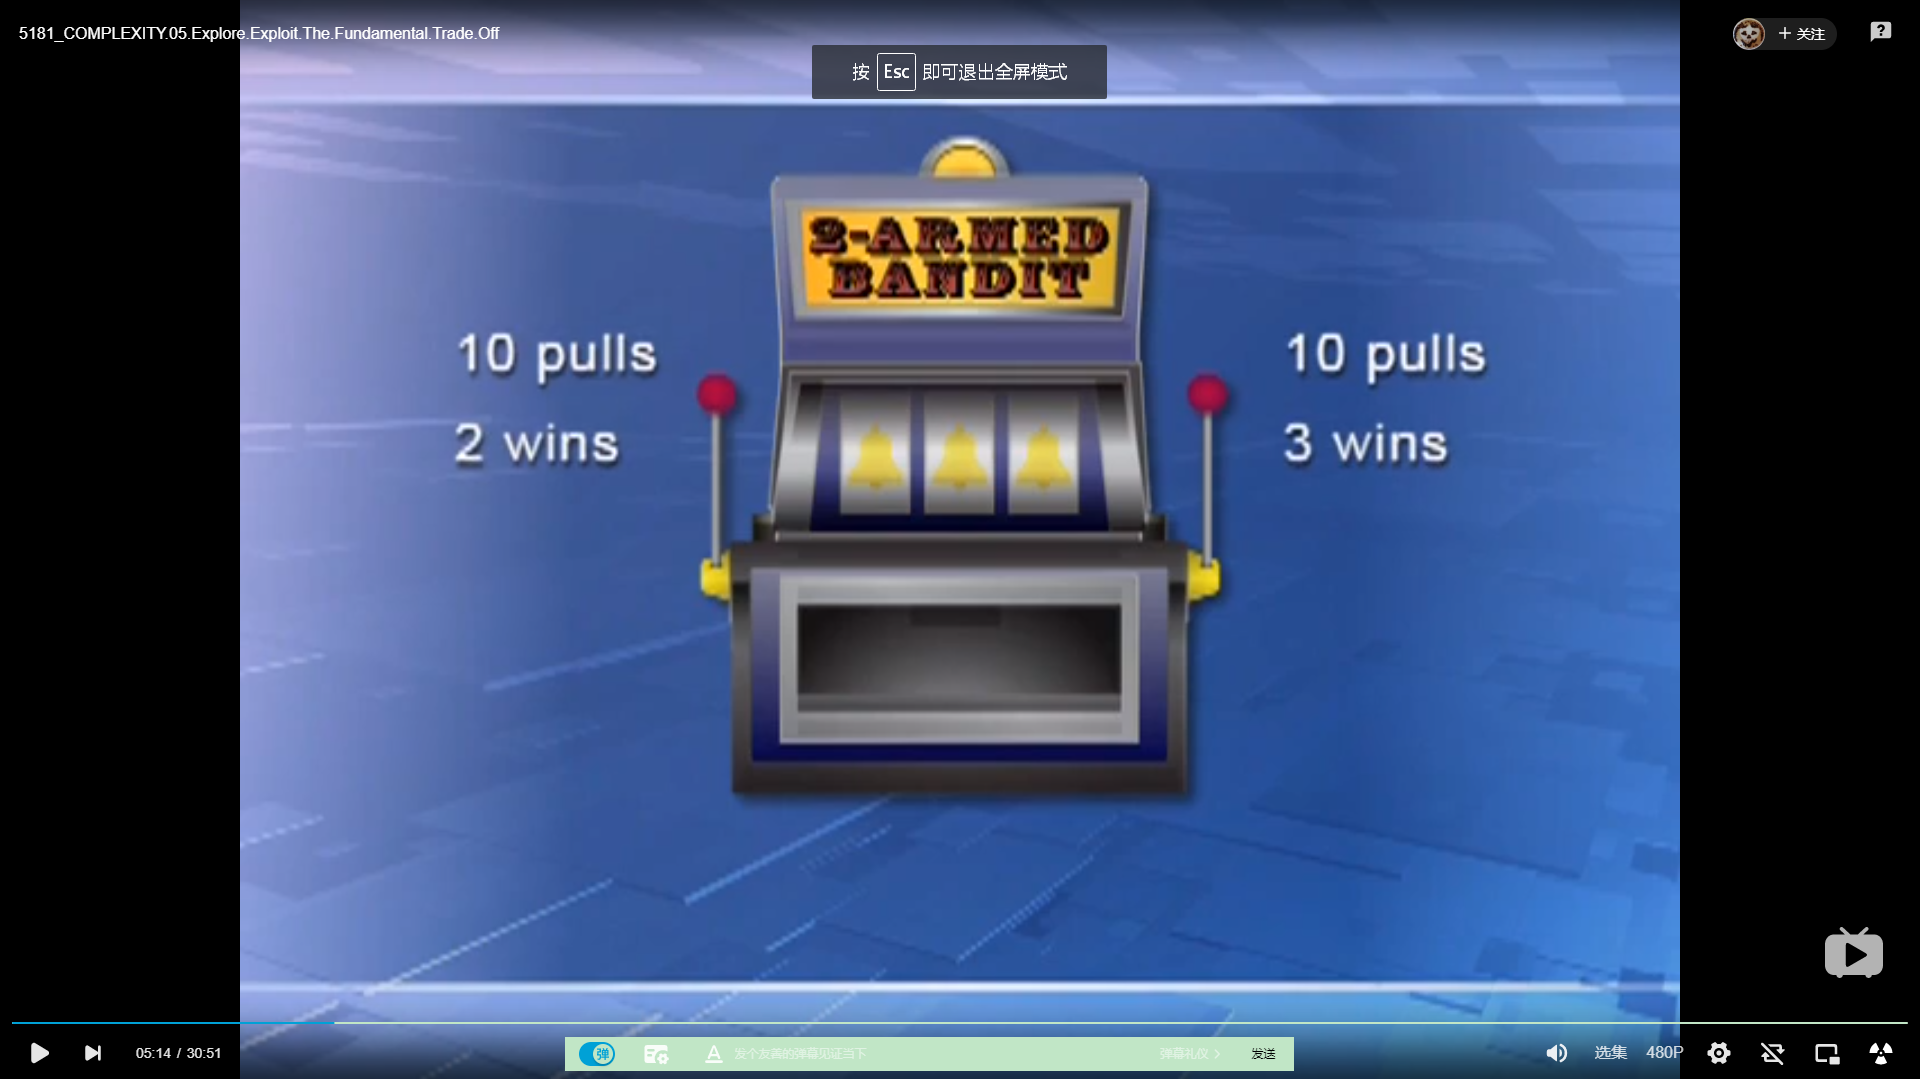 5181_COMPLEXITY.05.Explore.Exploit.The.Fundamental.Trade.Off
+ 关注
按 Esc 即可退出全屏模式
2-ARMED
BANDIT
10 pulls
2 wins
10 pulls
3 wins
05:14 / 30:51
弹
发个友善的弹幕见证当下
弹幕礼仪
发送
选集
480P